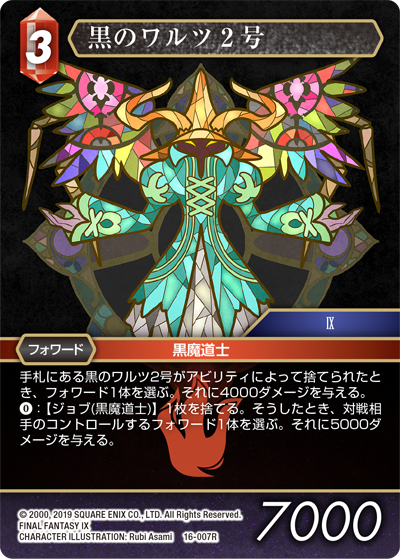 3
黒のワルツ2号
IX
フォワード
黒魔道士
手札にある黒のワルツ2号がアビリティによって捨てられたと
き、フォワード1体を選ぶ。それに4000ダメージを与える。
0:【ジョブ(黒魔道士)】1枚を捨てる。そうしたとき、対戦相
手のコントロールするフォワード1体を選ぶ。それに5000ダ
メージを与える。
© 2000, 2019 SQUARE ENIX CO., LTD. All Rights Reserved.
FINAL FANTASY IX
CHARACTER ILLUSTRATION: Rubi Asami 16-007R
7000